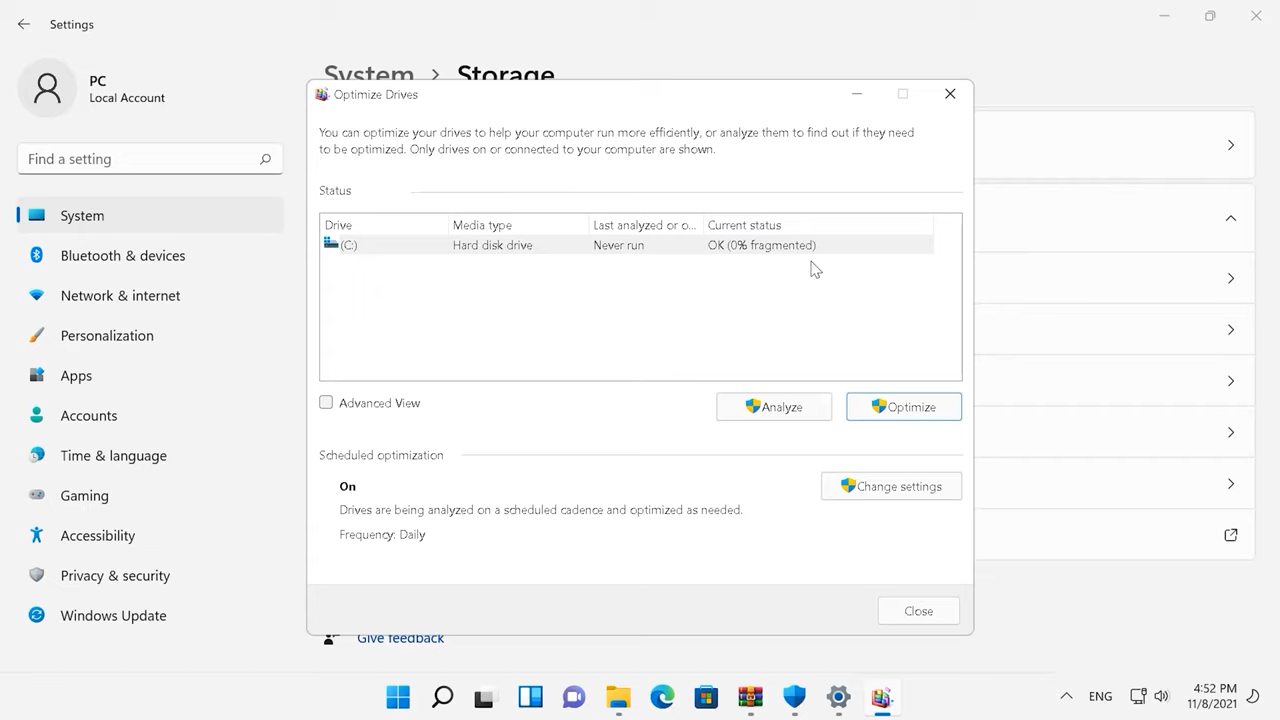 Settings
PC
Local Account
Find a setting
System
Bluetooth & devices
Network & internet
Personalization
Apps
Accounts
Time & language
Gaming
Accessibility
Privacy & security
Windows Update
System > Storage
Optimize Drives
You can optimize your drives to help your computer run more efficiently, or analyze them to find out if they need
to be optimized. Only drives on or connected to your computer are shown.
Status
Drive Media type Last analyzed or o... Current status
(C:) Hard disk drive Never run OK (0% fragmented)
Advanced View Analyze Optimize
Scheduled optimization
On Change settings
Drives are being analyzed on a scheduled cadence and optimized as needed.
Frequency: Daily
Close
Give feedback
ENG 4:52 PM
11/8/2021